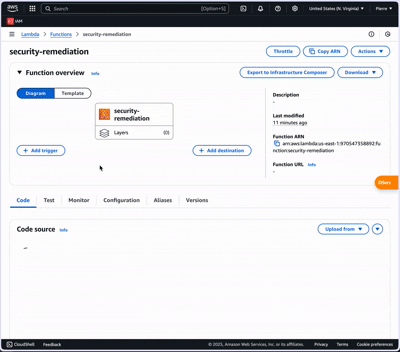 aws
Search
[Option+S]
United States (N. Virginia)
Pierre
IAM
Lambda > Functions > security-remediation
security-remediation
Throttle
Copy ARN
Actions
Function overview Info
Export to Infrastructure Composer
Download
Diagram
Template
security-remediation
Layers (0)
+ Add trigger
+ Add destination
Description
-
Last modified
11 minutes ago
Function ARN
arn:aws:lambda:us-east-1:970547358892:function:security-remediation
Function URL Info
-
Code
Test
Monitor
Configuration
Aliases
Versions
Code source Info
Upload from
CloudShell
Feedback
© 2025, Amazon Web Services, Inc. or its affiliates.
Privacy
Terms
Cookie preferences